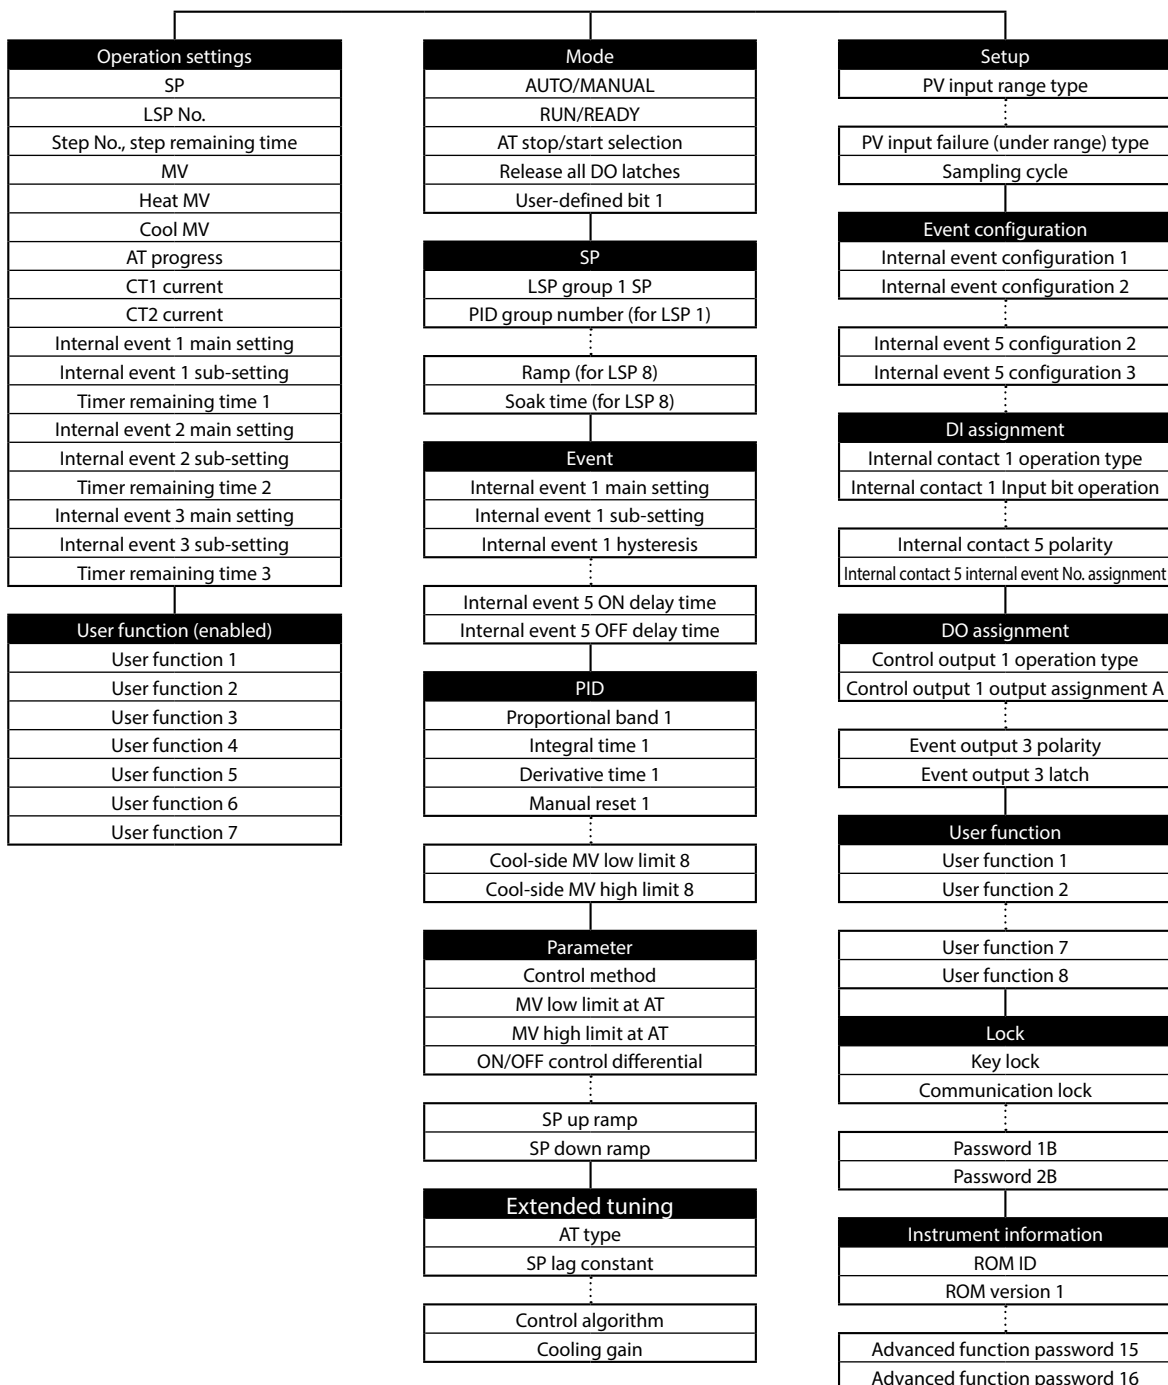 Operation settings
SP
LSP No.
Step No., step remaining time
MV
Heat MV
Cool MV
AT progress
CT1 current
CT2 current
Internal event 1 main setting
Internal event 1 sub-setting
Timer remaining time 1
Internal event 2 main setting
Internal event 2 sub-setting
Timer remaining time 2
Internal event 3 main setting
Internal event 3 sub-setting
Timer remaining time 3
User function (enabled)
User function 1
User function 2
User function 3
User function 4
User function 5
User function 6
User function 7
Mode
AUTO/MANUAL
RUN/READY
AT stop/start selection
Release all DO latches
User-defined bit 1
SP
LSP group 1 SP
PID group number (for LSP 1)
Ramp (for LSP 8)
Soak time (for LSP 8)
Event
Internal event 1 main setting
Internal event 1 sub-setting
Internal event 1 hysteresis
Internal event 5 ON delay time
Internal event 5 OFF delay time
PID
Proportional band 1
Integral time 1
Derivative time 1
Manual reset 1
Cool-side MV low limit 8
Cool-side MV high limit 8
Parameter
Control method
MV low limit at AT
MV high limit at AT
ON/OFF control differential
SP up ramp
SP down ramp
Extended tuning
AT type
SP lag constant
Control algorithm
Cooling gain
Setup
PV input range type
PV input failure (under range) type
Sampling cycle
Event configuration
Internal event configuration 1
Internal event configuration 2
Internal event 5 configuration 2
Internal event 5 configuration 3
DI assignment
Internal contact 1 operation type
Internal contact 1 Input bit operation
Internal contact 5 polarity
Internal contact 5 internal event No. assignment
DO assignment
Control output 1 operation type
Control output 1 output assignment A
Event output 3 polarity
Event output 3 latch
User function
User function 1
User function 2
User function 7
User function 8
Lock
Key lock
Communication lock
Password 1B
Password 2B
Instrument information
ROM ID
ROM version 1
Advanced function password 15
Advanced function password 16